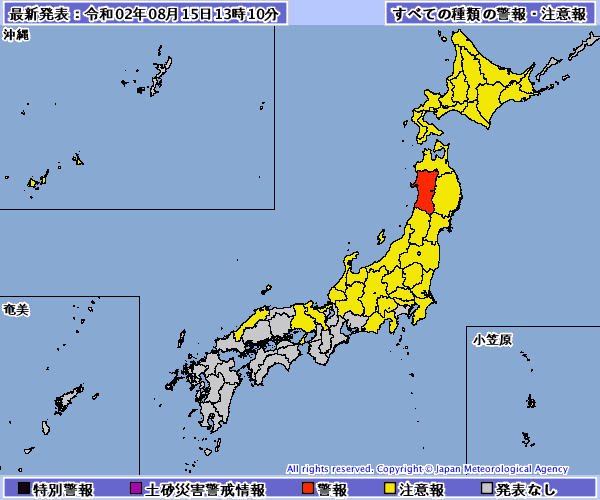 最新発表：令和02年08月15日13時10分
すべての種類の警報・注意報
沖縄
奄美
小笠原
All rights reserved. Copyright © Japan Meteorological Agency
特別警報 土砂災害警戒情報 警報 注意報 発表なし